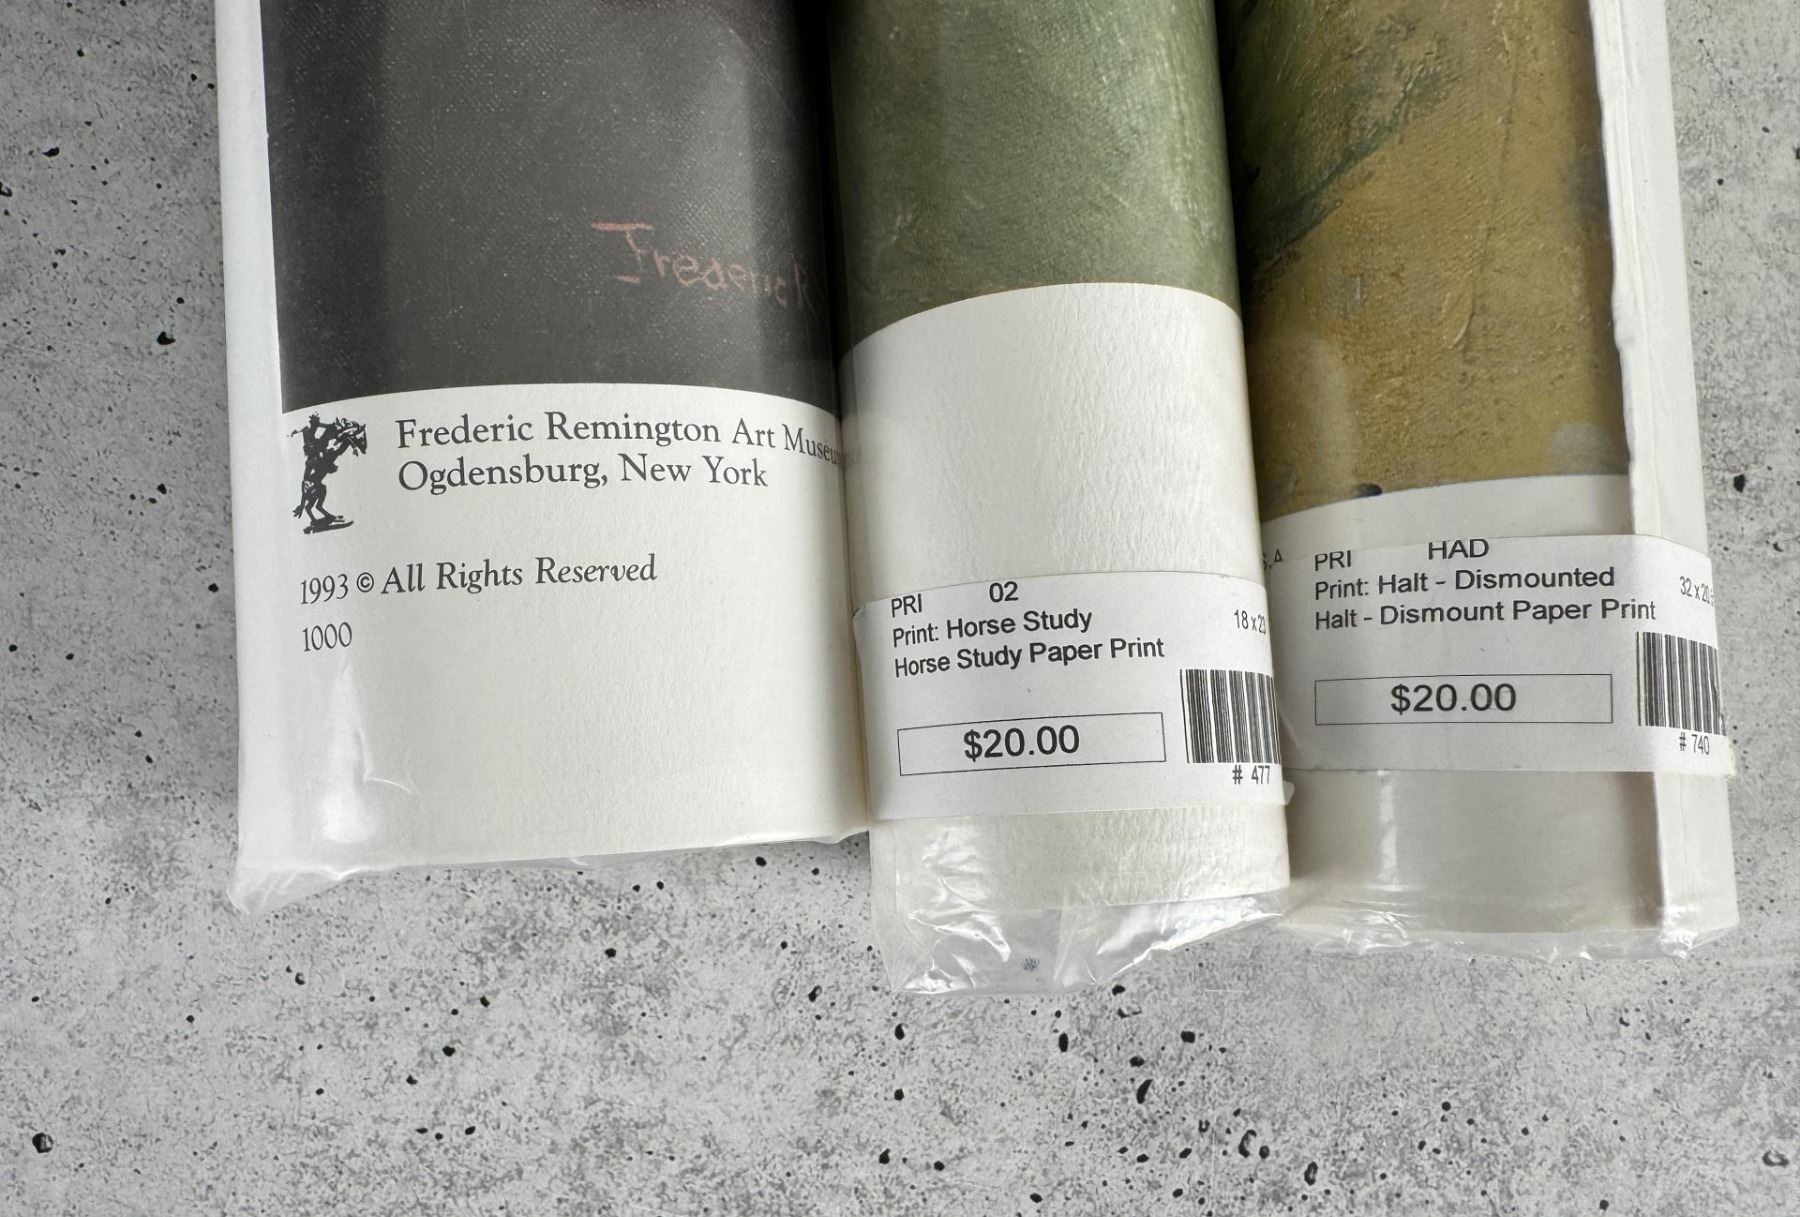 Frederick
Frederic Remington Art Museu
Ogdensburg, New York
1993 © All Rights Reserved
1000
PRI 02
Print: Horse Study 18 x 23
Horse Study Paper Print
$20.00
# 477
PRI HAD
Print: Halt - Dismounted 32 x 20
Halt - Dismount Paper Print
$20.00
# 740